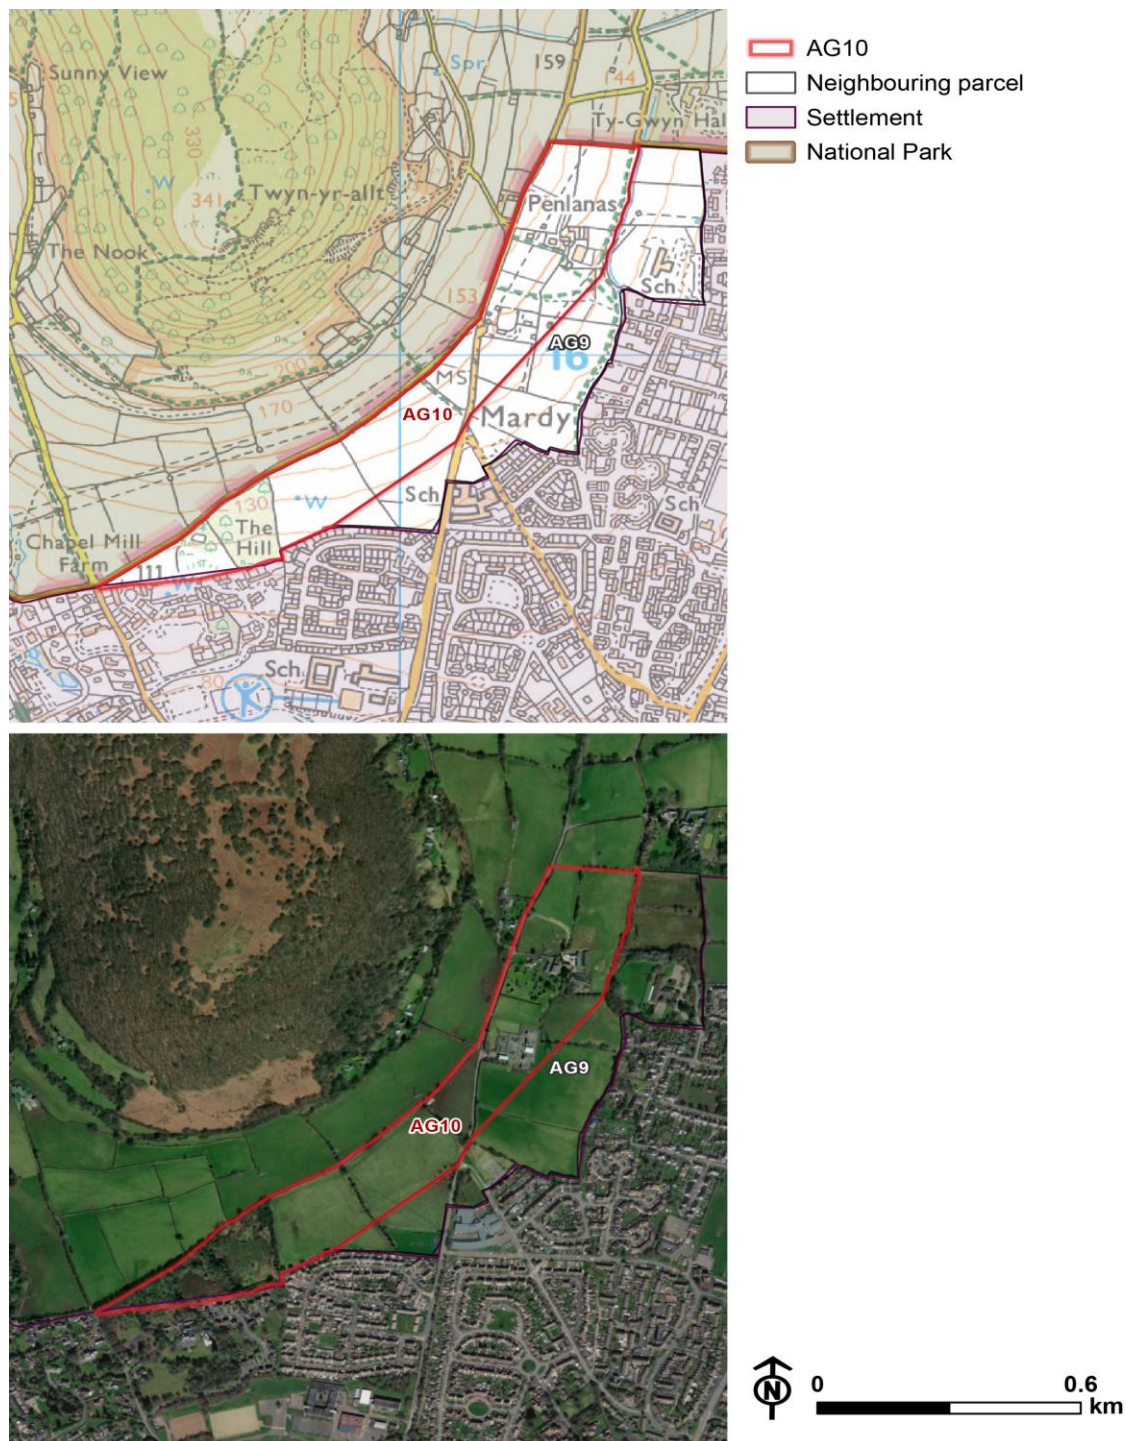 AG10
Neighbouring parcel
Settlement
National Park
Sunny View
Spr
159
144
330
Ty-Gwyn Hal
W
341
Twyn-yr-allt
Penlanas
The Nook
153
Sch
AG9
16
200
MS
170
AG10
Mardy
130
W
Sch
The
Hill
Sch
Chapel Mill
Farm
111
W
Sch
80
AG9
AG10
N
0
0.6
km